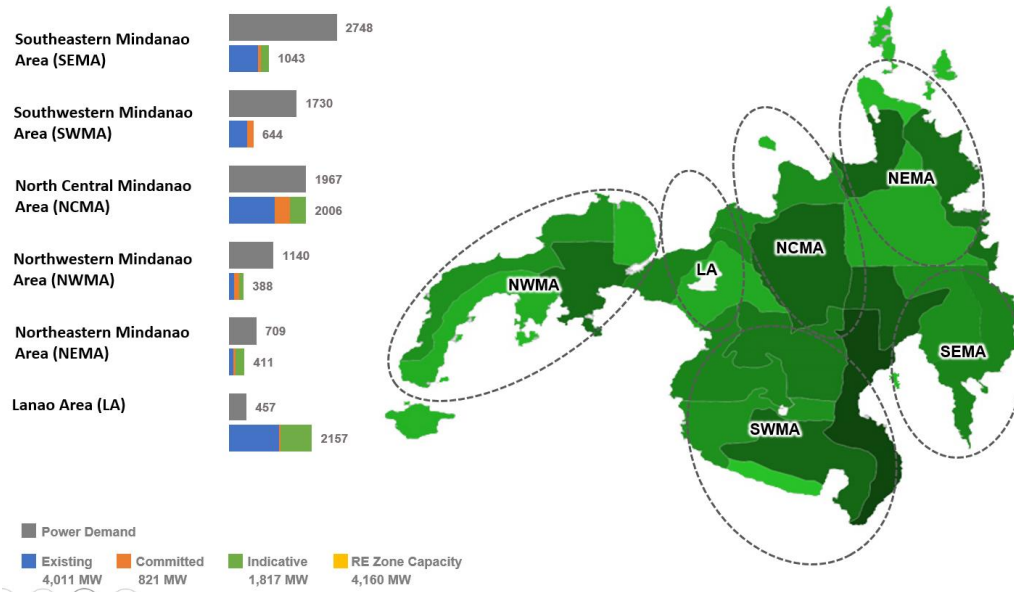 Southeastern Mindanao
Area (SEMA)
2748
1043
Southwestern Mindanao
Area (SWMA)
1730
644
North Central Mindanao
Area (NCMA)
1967
2006
Northwestern Mindanao
Area (NWMA)
1140
388
Northeastern Mindanao
Area (NEMA)
709
411
Lanao Area (LA)
457
2157
NEMA
NCMA
LA
NWMA
SEMA
SWMA
Power Demand
Existing
4,011 MW
Committed
821 MW
Indicative
1,817 MW
RE Zone Capacity
4,160 MW